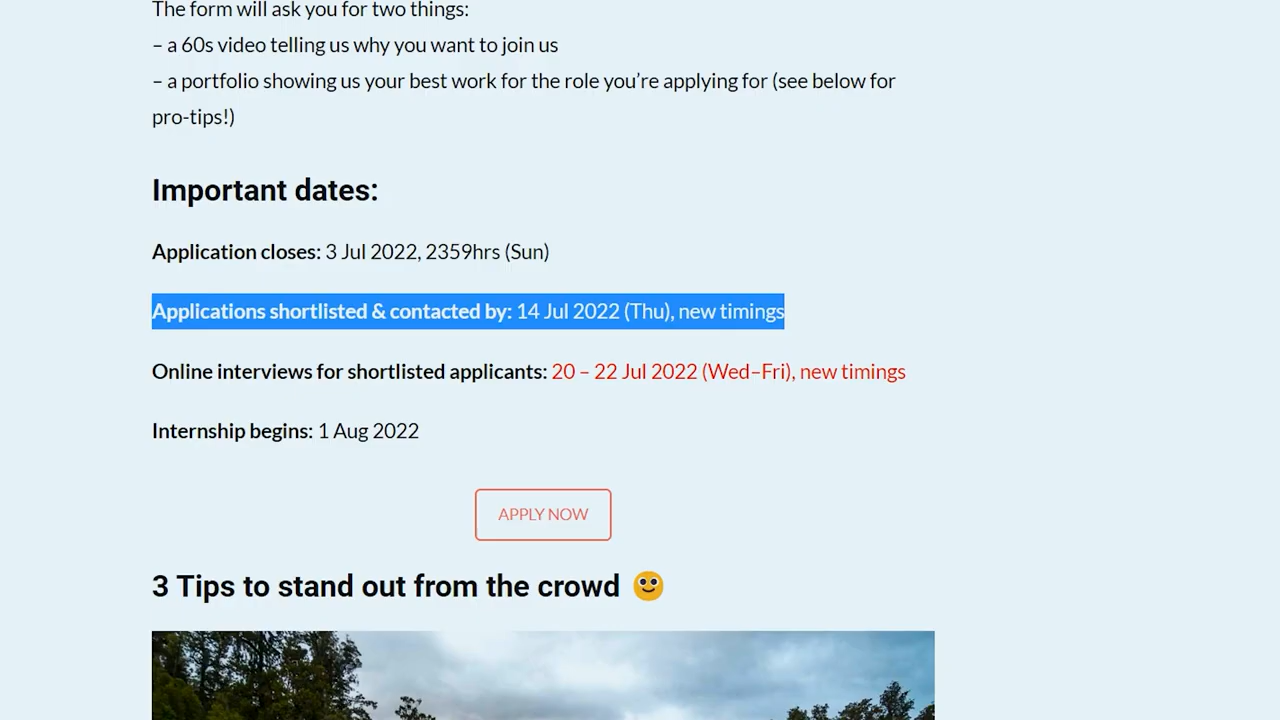 The form will ask you for two things:
– a 60s video telling us why you want to join us
– a portfolio showing us your best work for the role you’re applying for (see below for
pro-tips!)
Important dates:
Application closes: 3 Jul 2022, 2359hrs (Sun)
Applications shortlisted & contacted by: 14 Jul 2022 (Thu), new timings
Online interviews for shortlisted applicants: 20 – 22 Jul 2022 (Wed–Fri), new timings
Internship begins: 1 Aug 2022
APPLY NOW
3 Tips to stand out from the crowd